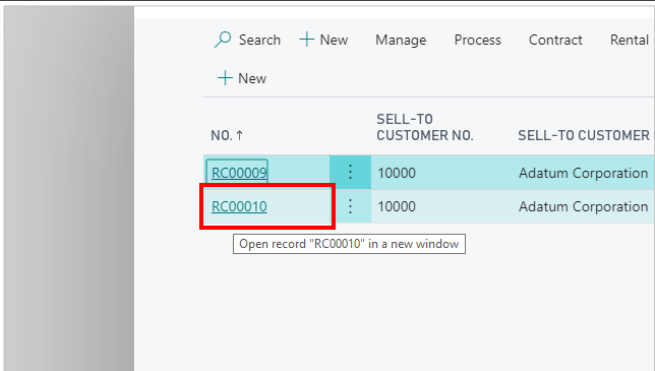 Search + New Manage Process Contract Rental
+ New
NO. ↑ SELL-TO CUSTOMER NO. SELL-TO CUSTOMER
RC00009 10000 Adatum Corporation
RC00010 10000 Adatum Corporation
Open record "RC00010" in a new window